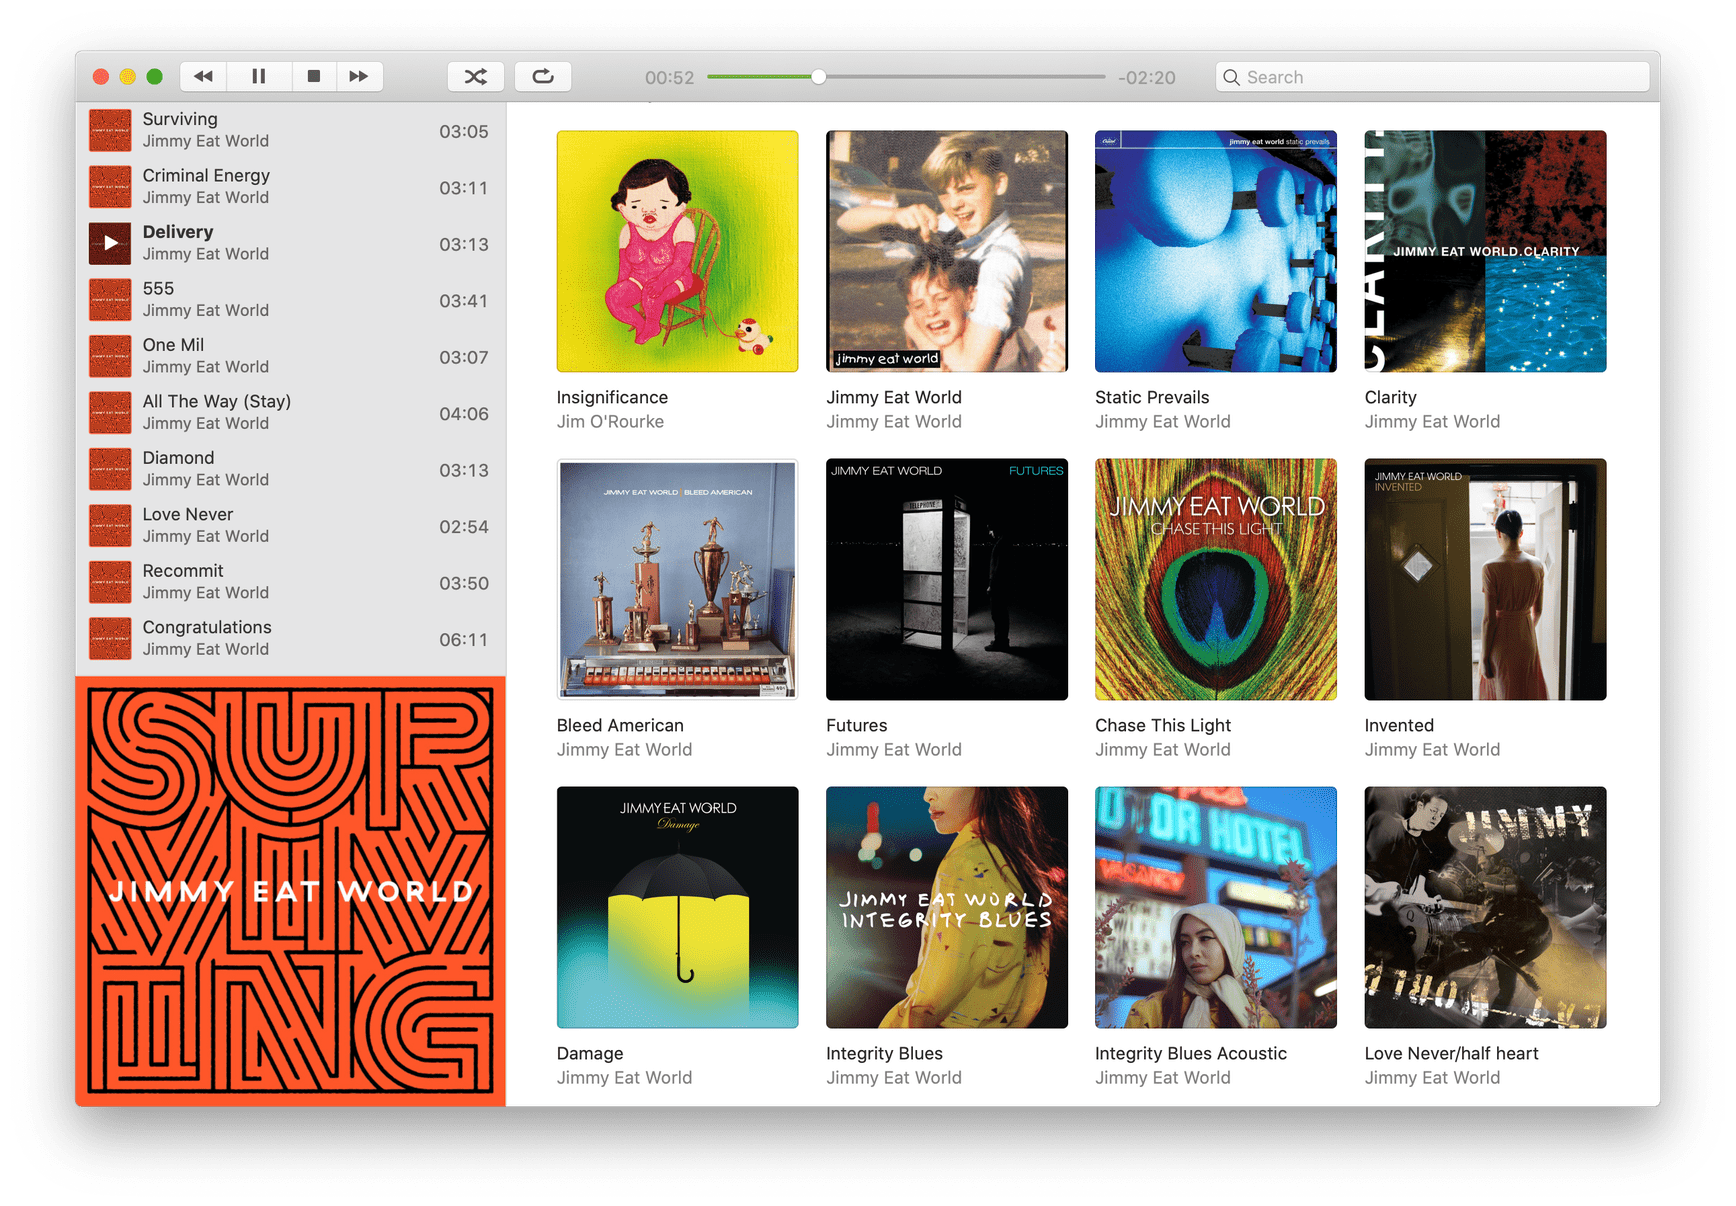 00:52
-02:20
Search
Surviving
Jimmy Eat World
03:05
Criminal Energy
Jimmy Eat World
03:11
Delivery
Jimmy Eat World
03:13
555
Jimmy Eat World
03:41
One Mil
Jimmy Eat World
03:07
All The Way (Stay)
Jimmy Eat World
04:06
Diamond
Jimmy Eat World
03:13
Love Never
Jimmy Eat World
02:54
Recommit
Jimmy Eat World
03:50
Congratulations
Jimmy Eat World
06:11
SUR
VIV
ING
JIMMY EAT WORLD
Insignificance
Jim O'Rourke
jimmy eat world
Jimmy Eat World
Jimmy Eat World
jimmy eat world static prevails
Static Prevails
Jimmy Eat World
CLARITY
JIMMY EAT WORLD.CLARITY
Clarity
Jimmy Eat World
JIMMY EAT WORLD BLEED AMERICAN
Bleed American
Jimmy Eat World
JIMMY EAT WORLD
FUTURES
TELEPHONE
Futures
Jimmy Eat World
JIMMY EAT WORLD
CHASE THIS LIGHT
Chase This Light
Jimmy Eat World
JIMMY EAT WORLD
INVENTED
Invented
Jimmy Eat World
JIMMY EAT WORLD
Damage
Damage
Jimmy Eat World
JIMMY EAT WORLD
INTEGRITY BLUES
Integrity Blues
Jimmy Eat World
OR HOTEL
VACANCY
Integrity Blues Acoustic
Jimmy Eat World
JIMMY
Love Never/half heart
Jimmy Eat World